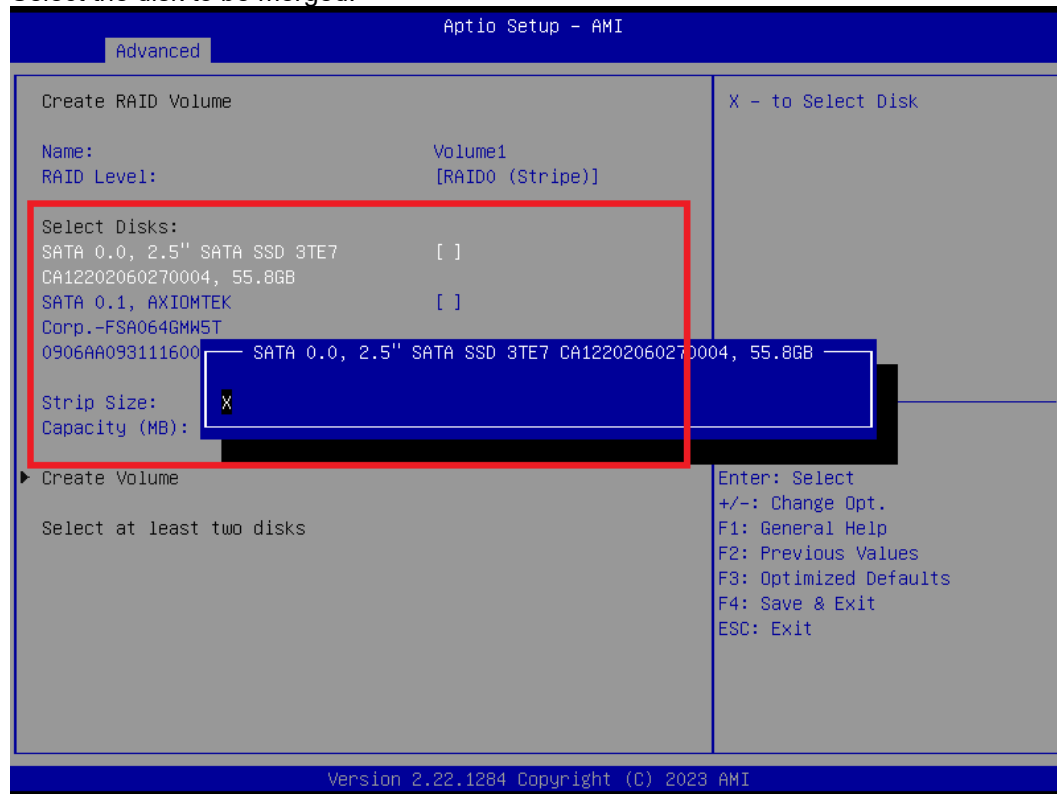 Select the disk to be merged.
Aptio Setup – AMI
Advanced
Create RAID Volume
X – to Select Disk
Name: Volume1
RAID Level: [RAID0 (Stripe)]
Select Disks:
SATA 0.0, 2.5" SATA SSD 3TE7 [ ]
CA12202060270004, 55.8GB
SATA 0.1, AXIOMTEK [ ]
Corp.-FSA064GMW5T
0906AA093111600
SATA 0.0, 2.5" SATA SSD 3TE7 CA12202060270004, 55.8GB
X
Strip Size:
Capacity (MB):
Create Volume
Select at least two disks
Enter: Select
+/-: Change Opt.
F1: General Help
F2: Previous Values
F3: Optimized Defaults
F4: Save & Exit
ESC: Exit
Version 2.22.1284 Copyright (C) 2023 AMI